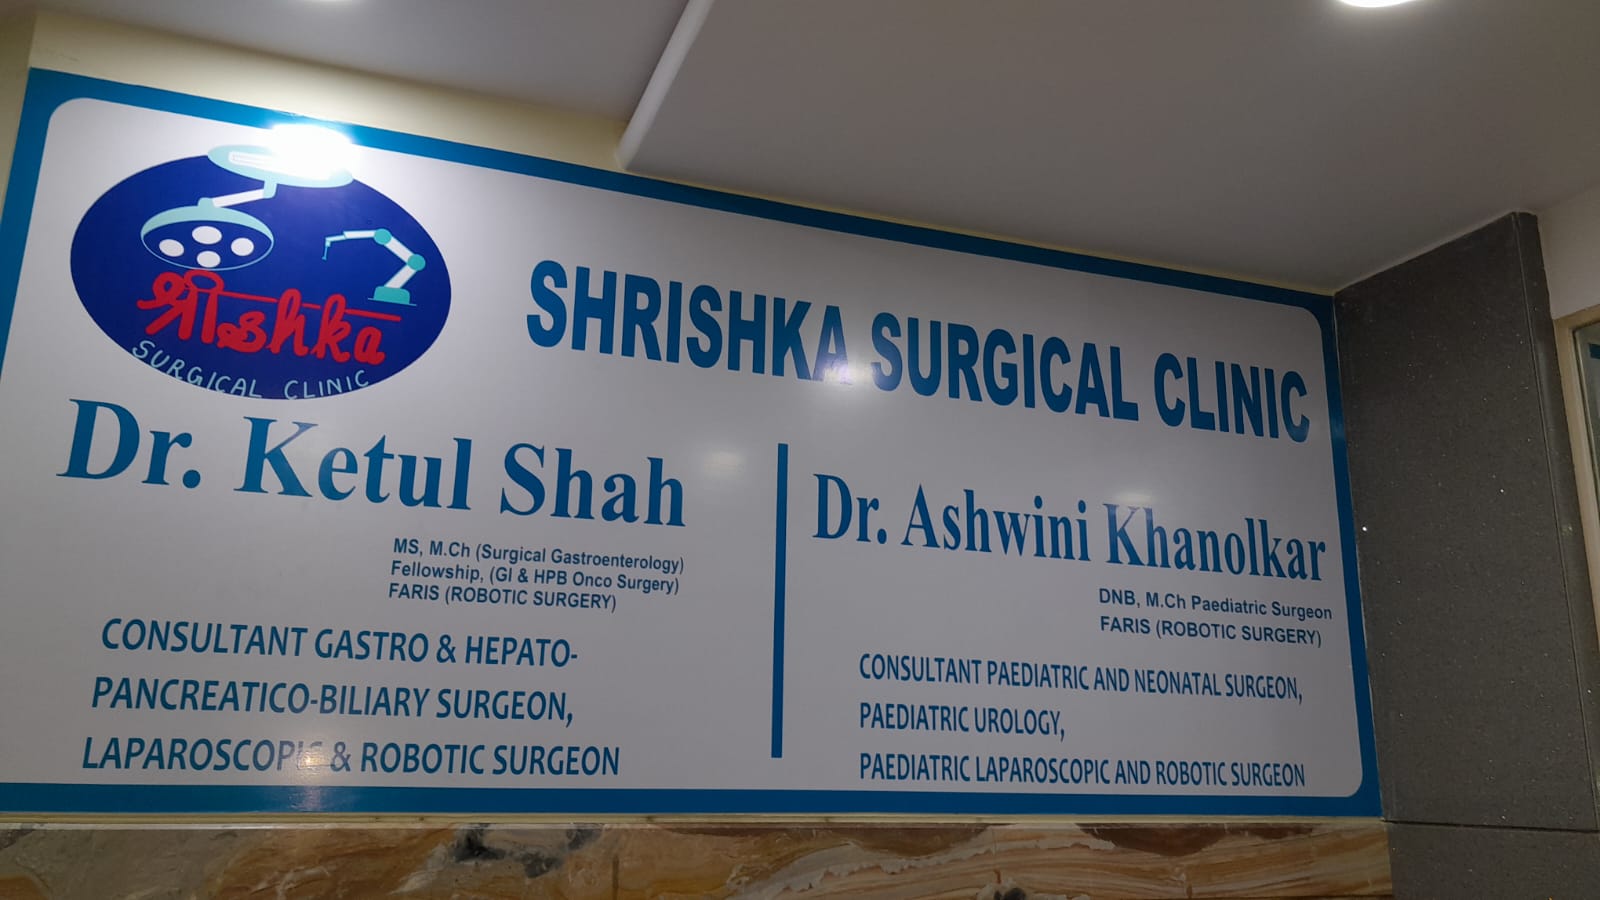 श्रीshka
SURGICAL CLINIC
SHRISHKA SURGICAL CLINIC
Dr. Ketul Shah
MS, M.Ch (Surgical Gastroenterology)
Fellowship, (GI & HPB Onco Surgery)
FARIS (ROBOTIC SURGERY)
CONSULTANT GASTRO & HEPATO-
PANCREATICO-BILIARY SURGEON,
LAPAROSCOPIC & ROBOTIC SURGEON
Dr. Ashwini Khanolkar
DNB, M.Ch Paediatric Surgeon
FARIS (ROBOTIC SURGERY)
CONSULTANT PAEDIATRIC AND NEONATAL SURGEON,
PAEDIATRIC UROLOGY,
PAEDIATRIC LAPAROSCOPIC AND ROBOTIC SURGEON